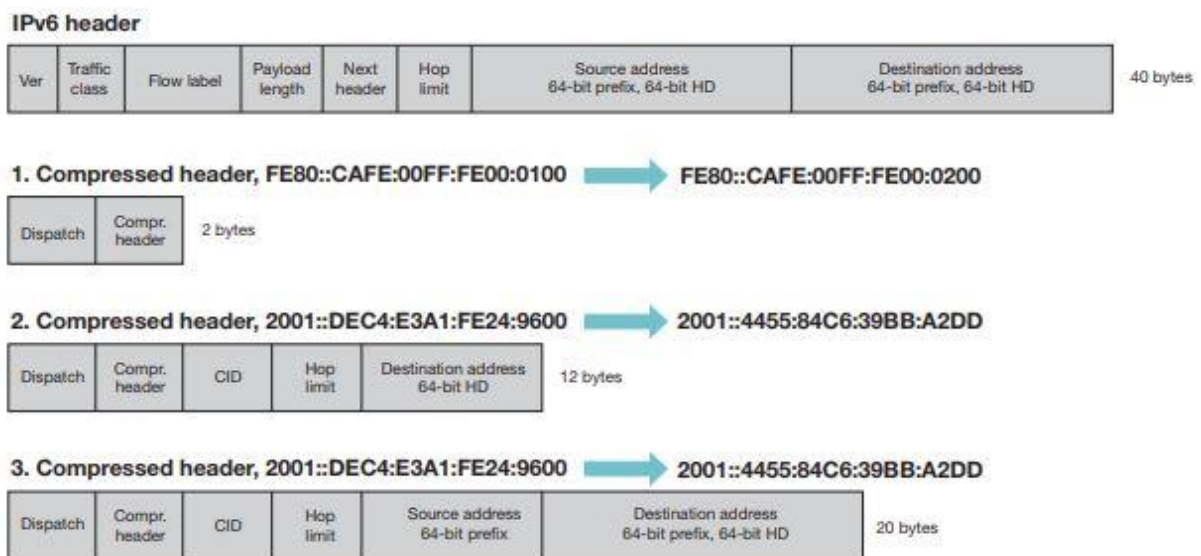 IPv6 header
Ver
Traffic
class
Flow label
Payload
length
Next
header
Hop
limit
Source address
64-bit prefix, 64-bit HD
Destination address
64-bit prefix, 64-bit HD
40 bytes
1. Compressed header, FE80::CAFE:00FF:FE00:0100
FE80::CAFE:00FF:FE00:0200
Dispatch
Compr.
header
2 bytes
2. Compressed header, 2001::DEC4:E3A1:FE24:9600
2001::4455:84C6:39BB:A2DD
Dispatch
Compr.
header
CID
Hop
limit
Destination address
64-bit HD
12 bytes
3. Compressed header, 2001::DEC4:E3A1:FE24:9600
2001::4455:84C6:39BB:A2DD
Dispatch
Compr.
header
CID
Hop
limit
Source address
64-bit prefix
Destination address
64-bit prefix, 64-bit HD
20 bytes